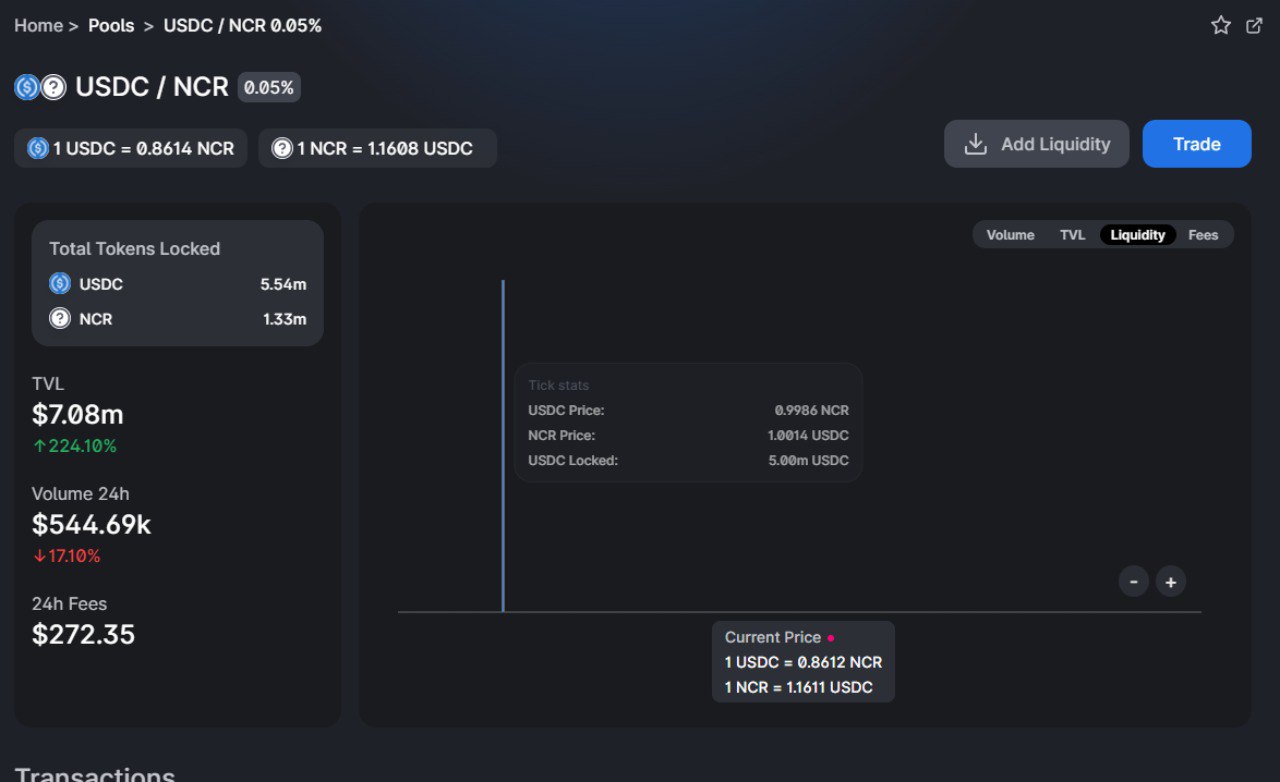 Home > Pools > USDC / NCR 0.05%
USDC / NCR 0.05%
1 USDC = 0.8614 NCR 1 NCR = 1.1608 USDC
Add Liquidity Trade
Total Tokens Locked
USDC 5.54m
NCR 1.33m
TVL
$7.08m
↑224.10%
Volume 24h
$544.69k
↓17.10%
24h Fees
$272.35
Volume TVL Liquidity Fees
Tick stats
USDC Price: 0.9986 NCR
NCR Price: 1.0014 USDC
USDC Locked: 5.00m USDC
- +
Current Price
1 USDC = 0.8612 NCR
1 NCR = 1.1611 USDC
Transactions